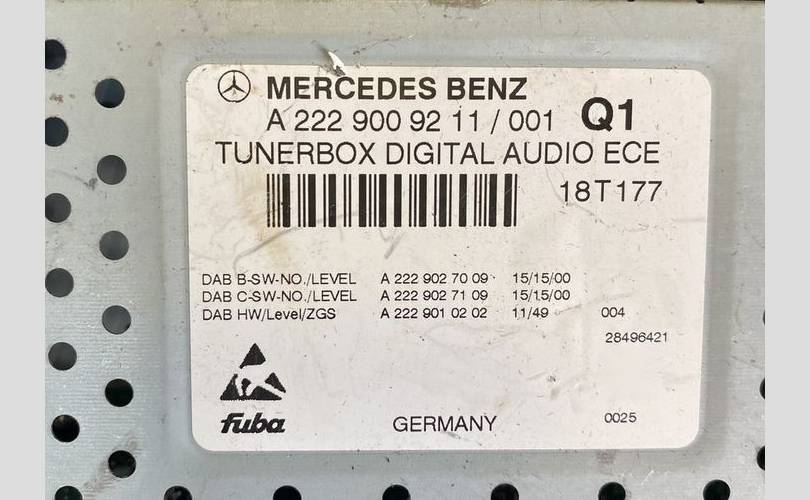 MERCEDES BENZ
A 222 900 92 11 / 001 Q1
TUNERBOX DIGITAL AUDIO ECE
18T177
DAB B-SW-NO./LEVEL A 222 902 70 09 15/15/00
DAB C-SW-NO./LEVEL A 222 902 71 09 15/15/00
DAB HW/Level/ZGS A 222 901 02 02 11/49 004
28496421
fuba GERMANY 0025